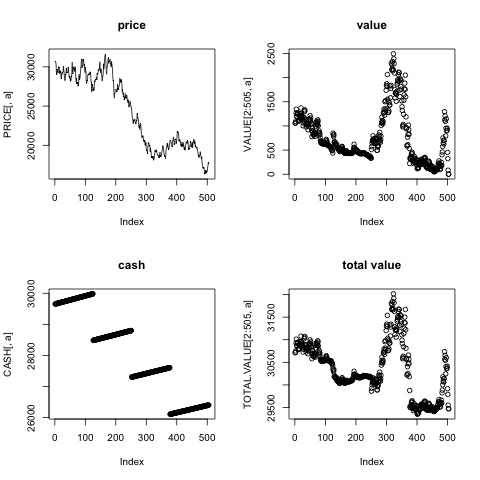 price
PRICE[, a]
30000
25000
20000
0 100 200 300 400 500
Index
value
VALUE[2:505, a]
2500
1500
500
0
0 100 200 300 400 500
Index
cash
CASH[, a]
30000
28000
26000
0 100 200 300 400 500
Index
total value
TOTAL.VALUE[2:505, a]
31500
30500
29500
0 100 200 300 400 500
Index